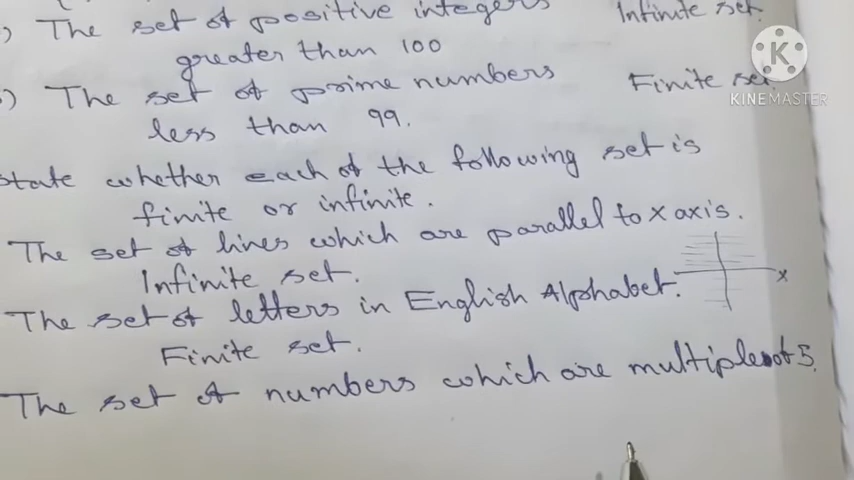 ) The set of positive integers Infinite set.
greater than 100
) The set of prime numbers Finite set.
less than 99.
state whether each of the following set is
finite or infinite.
The set of lines which are parallel to x axis.
Infinite set.
x
The set of letters in English Alphabet.
Finite set.
The set of numbers which are multiple of 5.
KINEMASTER